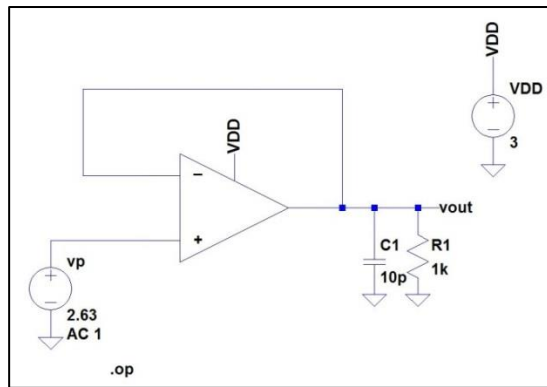 VDD
VDD
3
VDD
−
+
vout
C1
10p
R1
1k
vp
+
−
2.63
AC 1
+
−
.op